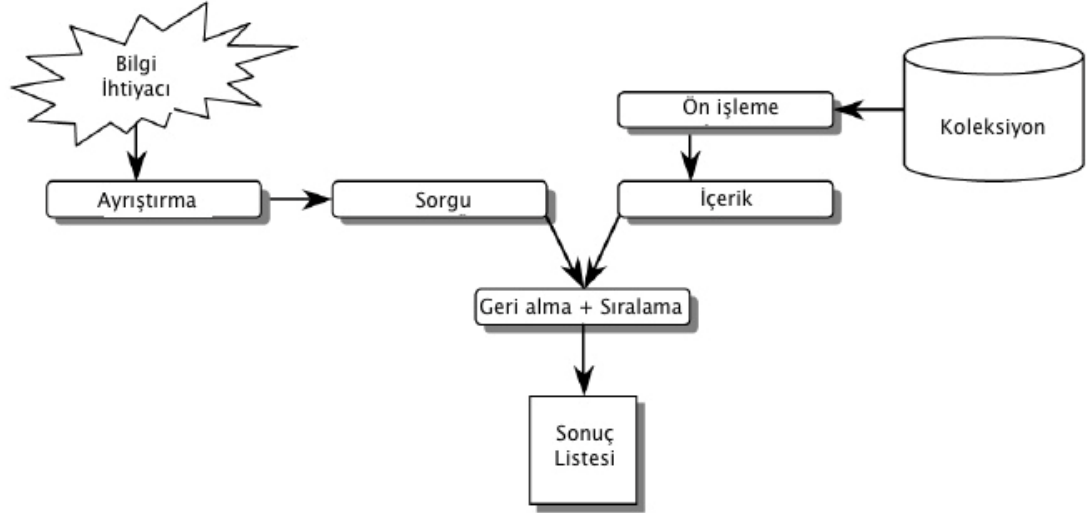 Bilgi
İhtiyacı
Ön işleme
Koleksiyon
Ayrıştırma
Sorgu
İçerik
Geri alma + Sıralama
Sonuç
Listesi